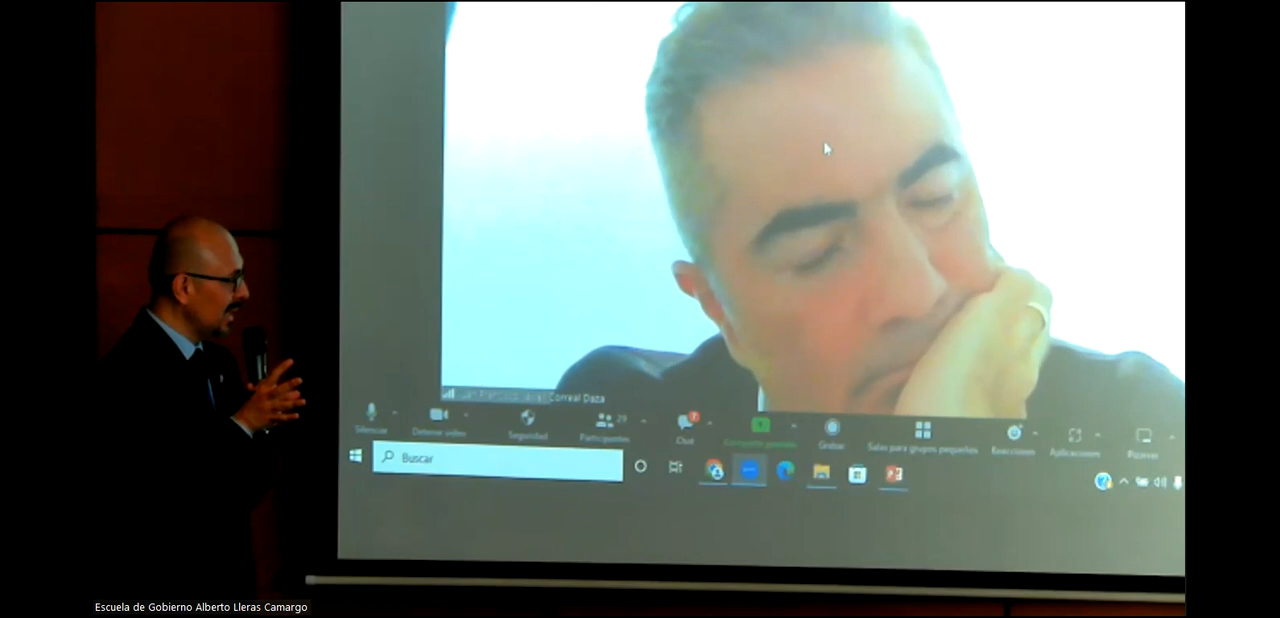 Correal Daza
29
Silenciar
Detener video
Seguridad
Participantes
Chat
Compartir pantalla
Grabar
Salas para grupos pequeños
Reacciones
Aplicaciones
Pizarras
Buscar
Escuela de Gobierno Alberto Lleras Camargo